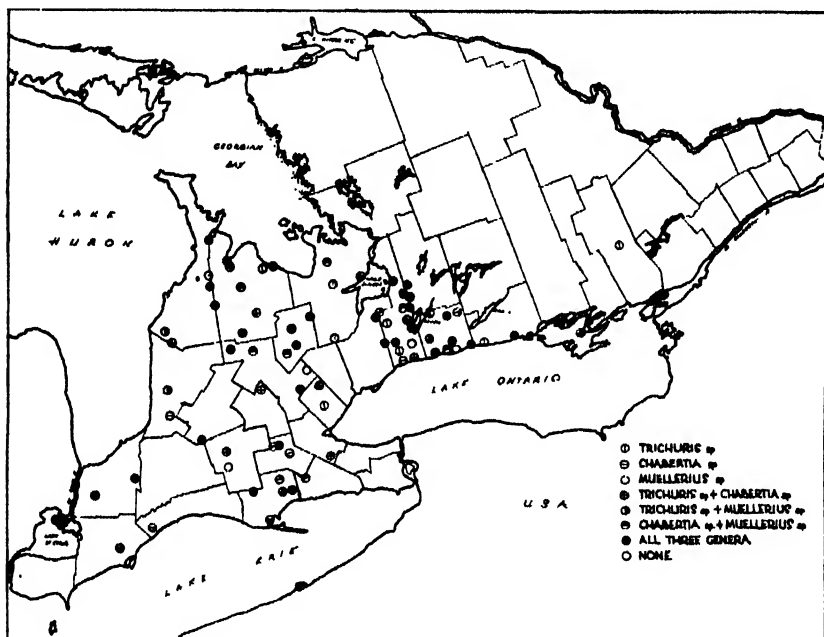 GEORGIAN
BAY
LAKE
HURON
LAKE ONTARIO
TRICHURIS sp
CHABERTIA sp
MUELLERIUS sp
TRICHURIS sp + CHABERTIA sp
TRICHURIS sp + MUELLERIUS sp
CHABERTIA sp + MUELLERIUS sp
ALL THREE GENERA
NONE
USA
LAKE ERIE